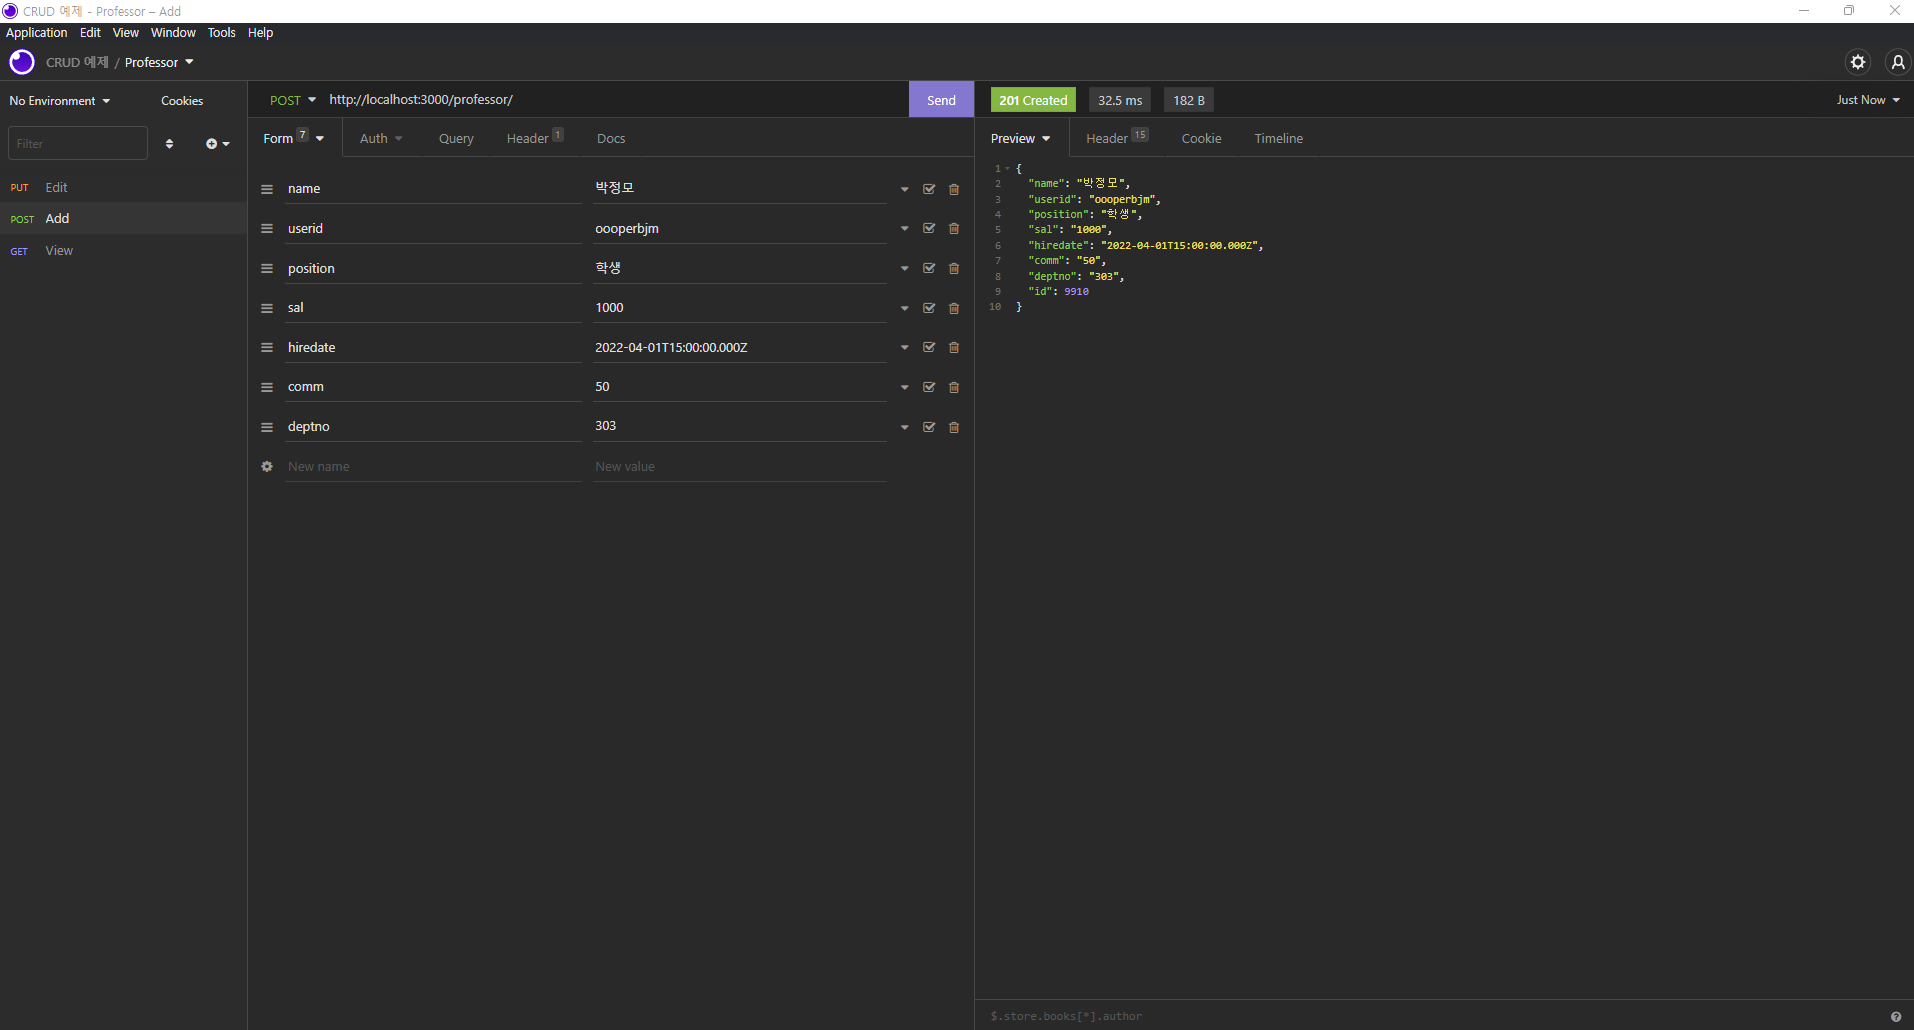 CRUD 예제 - Professor – Add
Application Edit View Window Tools Help
CRUD 예제 / Professor
No Environment Cookies
Filter
PUT Edit
POST Add
GET View
POST http://localhost:3000/professor/ Send
Form 7 Auth Query Header 1 Docs
name 박정모
userid oooperbjm
position 학생
sal 1000
hiredate 2022-04-01T15:00:00.000Z
comm 50
deptno 303
New name New value
201 Created 32.5 ms 182 B Just Now
Preview Header 15 Cookie Timeline
1 {
2 "name": "박정모",
3 "userid": "oooperbjm",
4 "position": "학생",
5 "sal": "1000",
6 "hiredate": "2022-04-01T15:00:00.000Z",
7 "comm": "50",
8 "deptno": "303",
9 "id": 9910
10 }
$.store.books[*].author